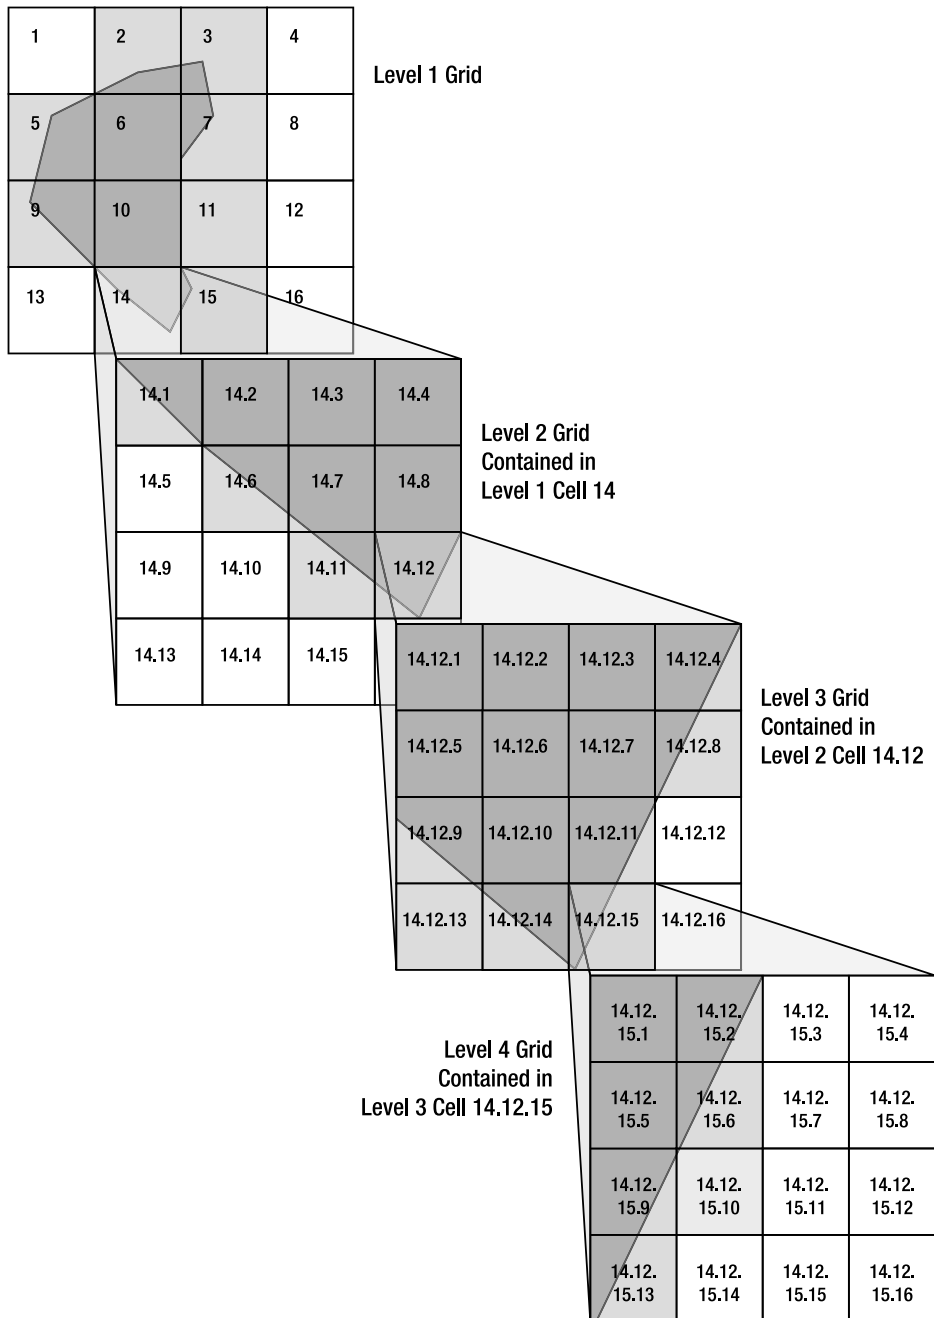 1 2 3 4
Level 1 Grid
5 6 7 8
9 10 11 12
13 14 15 16
14.1 14.2 14.3 14.4
Level 2 Grid
Contained in
Level 1 Cell 14
14.5 14.6 14.7 14.8
14.9 14.10 14.11 14.12
14.13 14.14 14.15
14.12.1 14.12.2 14.12.3 14.12.4
Level 3 Grid
Contained in
Level 2 Cell 14.12
14.12.5 14.12.6 14.12.7 14.12.8
14.12.9 14.12.10 14.12.11 14.12.12
14.12.13 14.12.14 14.12.15 14.12.16
Level 4 Grid
Contained in
Level 3 Cell 14.12.15
14.12. 14.12. 14.12. 14.12.
15.1 15.2 15.3 15.4
14.12. 14.12. 14.12. 14.12.
15.5 15.6 15.7 15.8
14.12. 14.12. 14.12. 14.12.
15.9 15.10 15.11 15.12
14.12. 14.12. 14.12. 14.12.
15.13 15.14 15.15 15.16